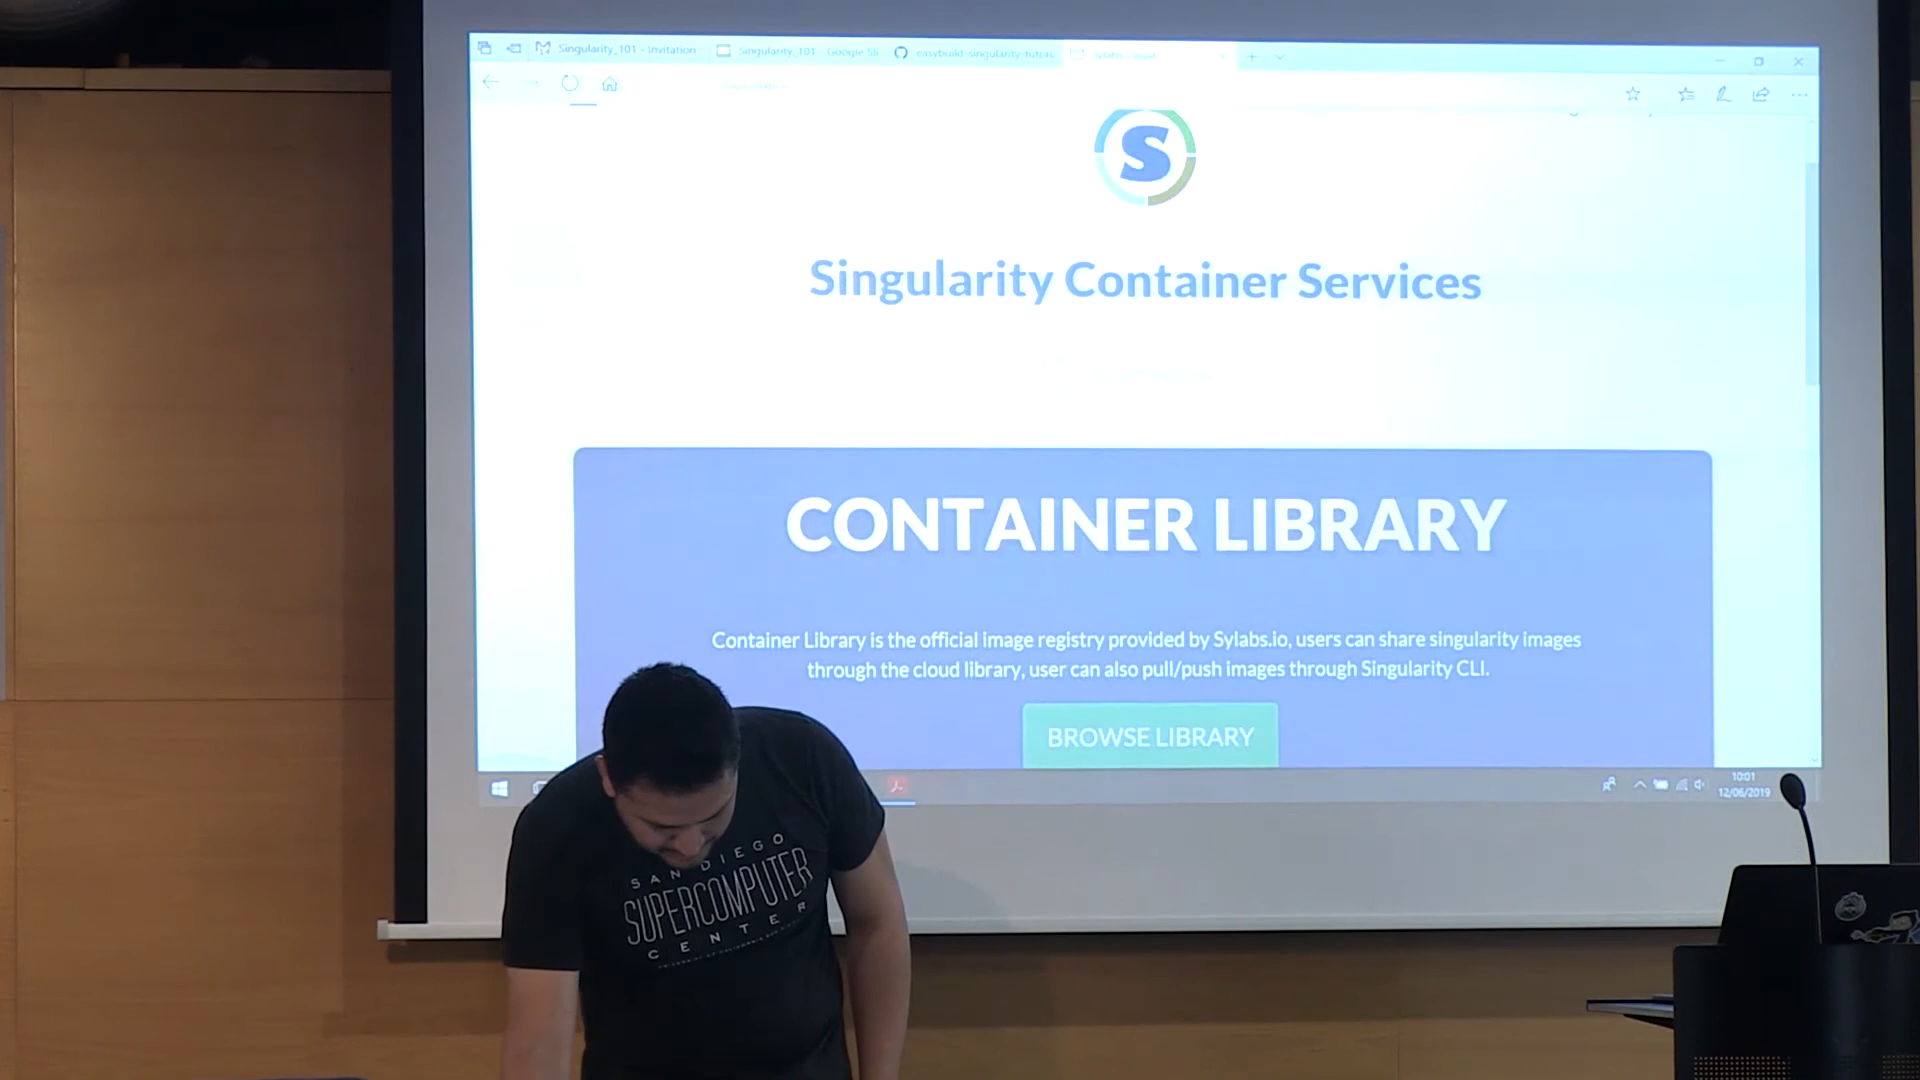 Singularity_101 - Invitation
Singularity_101 - Google Sli
easybuild-singularity-tutori
S
Singularity Container Services
CONTAINER LIBRARY
Container Library is the official image registry provided by Sylabs.io, users can share singularity images
through the cloud library, user can also pull/push images through Singularity CLI.
BROWSE LIBRARY
10:01
12/06/2019
SAN DIEGO
SUPERCOMPUTER
CENTER